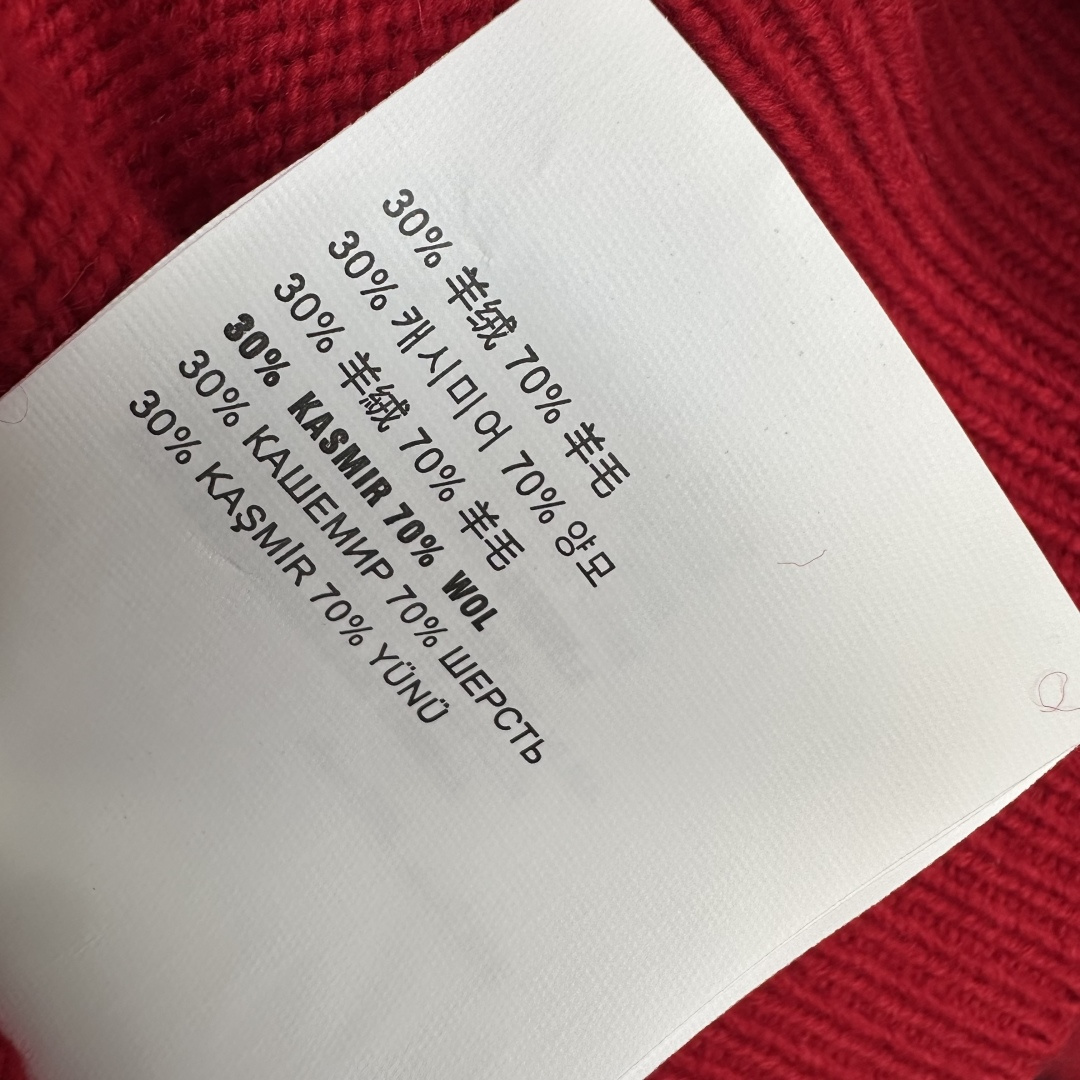 30% 羊绒 70% 羊毛
30% 캐시미어 70% 양모
30% 羊絨 70% 羊毛
30% KASMIR 70% WOL
30% КАШЕМИР 70% ШЕРСТЬ
30% KAŞMİR 70% YÜNÜ